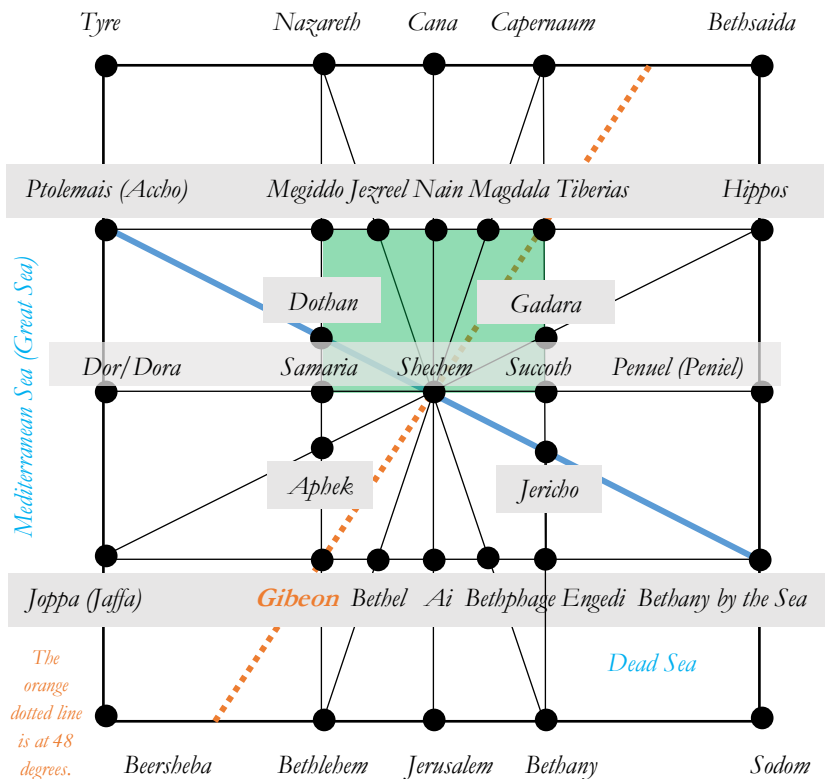 Tyre Nazareth Cana Capernaum Bethsaida
Ptolemais (Accho) Megiddo Jezreel Nain Magdala Tiberias Hippos
Mediterranean Sea (Great Sea)
Dothan Gadara
Dor/Dora Samaria Shechem Succoth Penuel (Peniel)
Aphek Jericho
Joppa (Jaffa) Gibeon Bethel Ai Bethphage Engedi Bethany by the Sea
The
orange
dotted line
is at 48
degrees.
Dead Sea
Beersheba Bethlehem Jerusalem Bethany Sodom